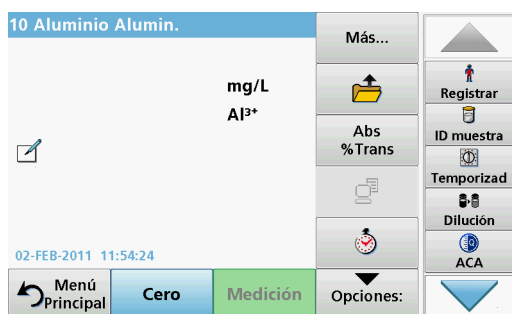 10 Aluminio Alumin.
mg/L
Al³⁺
02-FEB-2011 11:54:24
Menú
Principal
Cero
Medición
Más...
Abs
%Trans
Opciones:
Registrar
ID muestra
Temporizad
Dilución
ACA